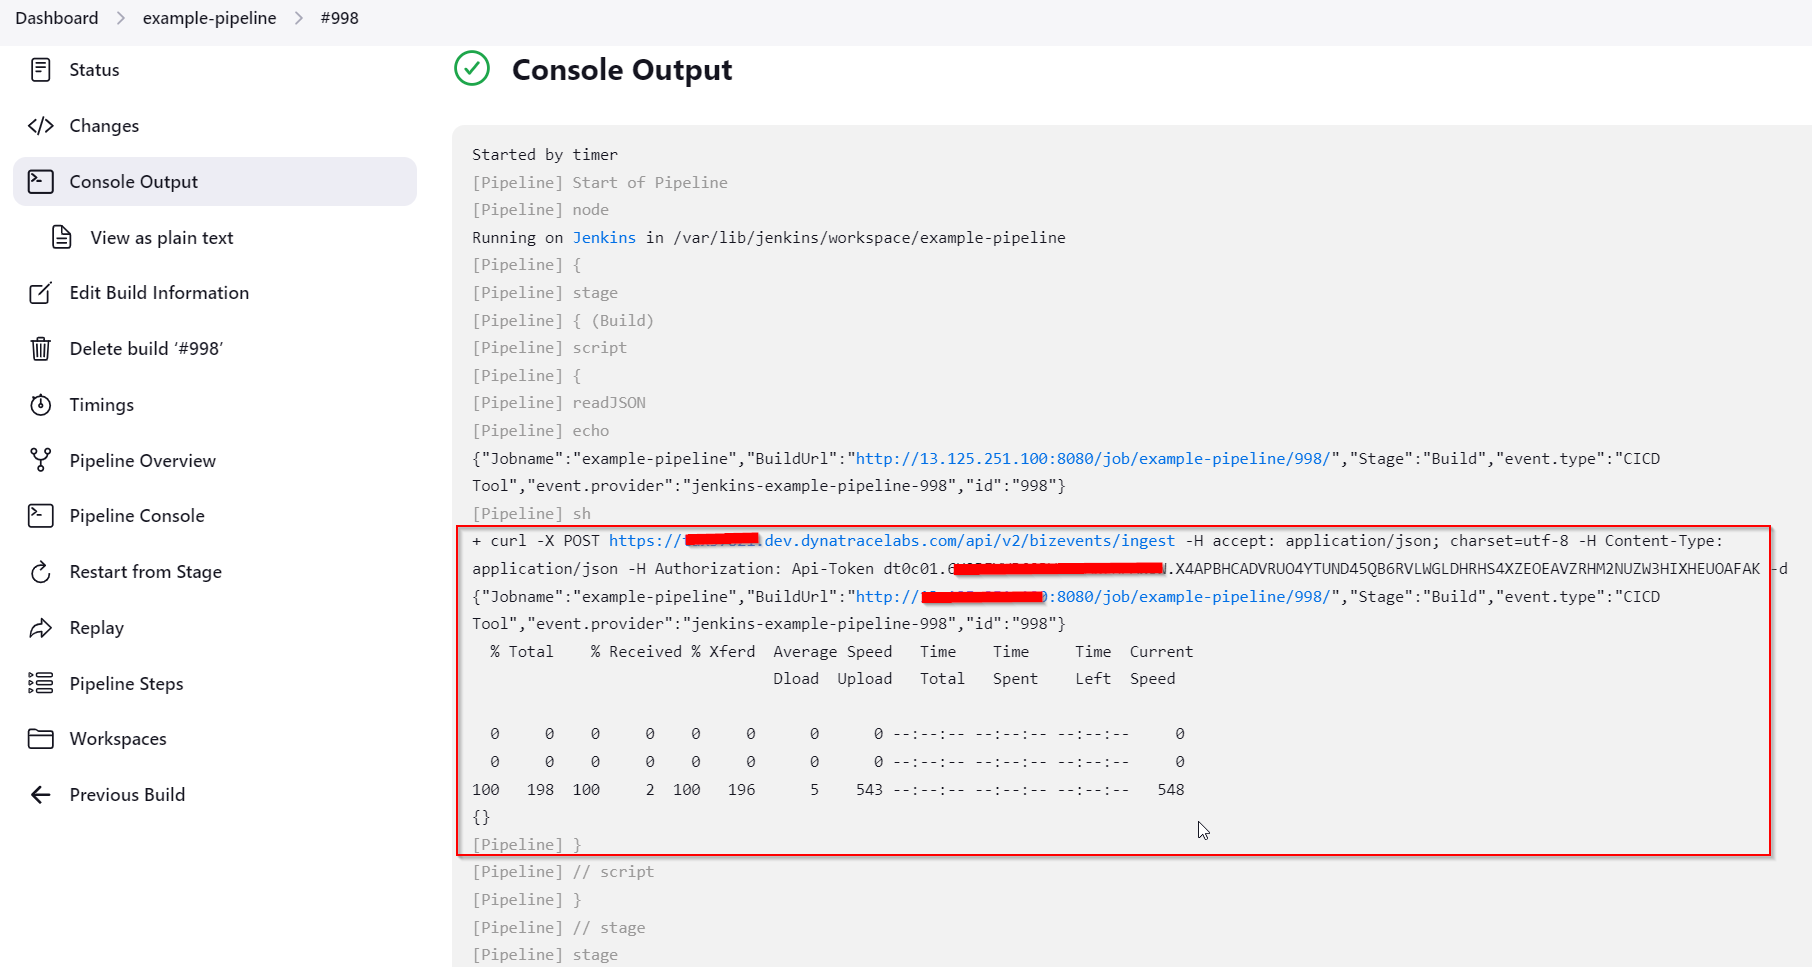 Dashboard > example-pipeline > #998
Status
Changes
Console Output
View as plain text
Edit Build Information
Delete build ‘#998’
Timings
Pipeline Overview
Pipeline Console
Restart from Stage
Replay
Pipeline Steps
Workspaces
Previous Build
Console Output
Started by timer
[Pipeline] Start of Pipeline
[Pipeline] node
Running on Jenkins in /var/lib/jenkins/workspace/example-pipeline
[Pipeline] {
[Pipeline] stage
[Pipeline] { (Build)
[Pipeline] script
[Pipeline] {
[Pipeline] readJSON
[Pipeline] echo
{"Jobname":"example-pipeline","BuildUrl":"http://13.125.251.100:8080/job/example-pipeline/998/","Stage":"Build","event.type":"CICD
Tool","event.provider":"jenkins-example-pipeline-998","id":"998"}
[Pipeline] sh
+ curl -X POST https:// .dev.dynatracelabs.com/api/v2/bizevents/ingest -H accept: application/json; charset=utf-8 -H Content-Type:
application/json -H Authorization: Api-Token dt0c01. .X4APBHCADVRUO4YTUND45QB6RVLWGLDHRHS4XZEOEAVZRHM2NUZW3HIXHEUOAFAK -d
{"Jobname":"example-pipeline","BuildUrl":"http:// :8080/job/example-pipeline/998/","Stage":"Build","event.type":"CICD
Tool","event.provider":"jenkins-example-pipeline-998","id":"998"}
% Total % Received % Xferd Average Speed Time Time Time Current
Dload Upload Total Spent Left Speed
0 0 0 0 0 0 0 0 --:--:-- --:--:-- --:--:-- 0
0 0 0 0 0 0 0 0 --:--:-- --:--:-- --:--:-- 0
100 198 100 2 100 196 5 543 --:--:-- --:--:-- --:--:-- 548
{}
[Pipeline] }
[Pipeline] // script
[Pipeline] }
[Pipeline] // stage
[Pipeline] stage